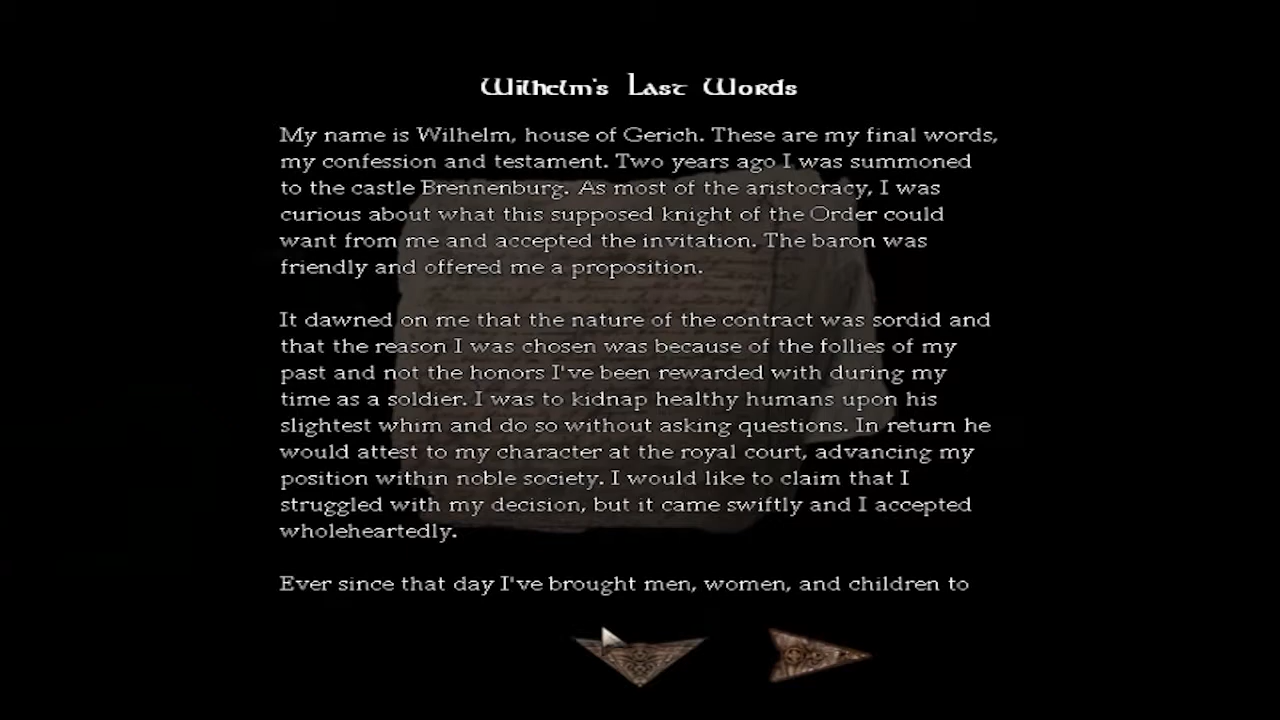 Wilhelm's Last Words
My name is Wilhelm, house of Gerich. These are my final words,
my confession and testament. Two years ago I was summoned
to the castle Brennenburg. As most of the aristocracy, I was
curious about what this supposed knight of the Order could
want from me and accepted the invitation. The baron was
friendly and offered me a proposition.
It dawned on me that the nature of the contract was sordid and
that the reason I was chosen was because of the follies of my
past and not the honors I've been rewarded with during my
time as a soldier. I was to kidnap healthy humans upon his
slightest whim and do so without asking questions. In return he
would attest to my character at the royal court, advancing my
position within noble society. I would like to claim that I
struggled with my decision, but it came swiftly and I accepted
wholeheartedly.
Ever since that day I've brought men, women, and children to